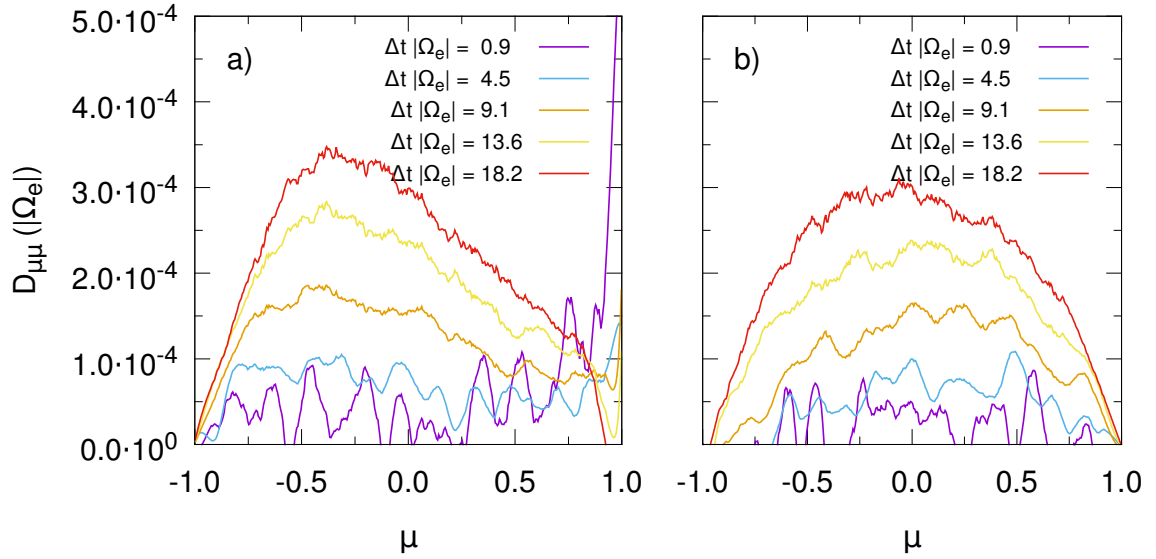 5.0·10⁻⁴
4.0·10⁻⁴
3.0·10⁻⁴
2.0·10⁻⁴
1.0·10⁻⁴
0.0·10⁰
D_μμ (|Ω_e|)
a)
Δt |Ω_e| = 0.9
Δt |Ω_e| = 4.5
Δt |Ω_e| = 9.1
Δt |Ω_e| = 13.6
Δt |Ω_e| = 18.2
-1.0 -0.5 0.0 0.5 1.0
μ
b)
Δt |Ω_e| = 0.9
Δt |Ω_e| = 4.5
Δt |Ω_e| = 9.1
Δt |Ω_e| = 13.6
Δt |Ω_e| = 18.2
-1.0 -0.5 0.0 0.5 1.0
μ